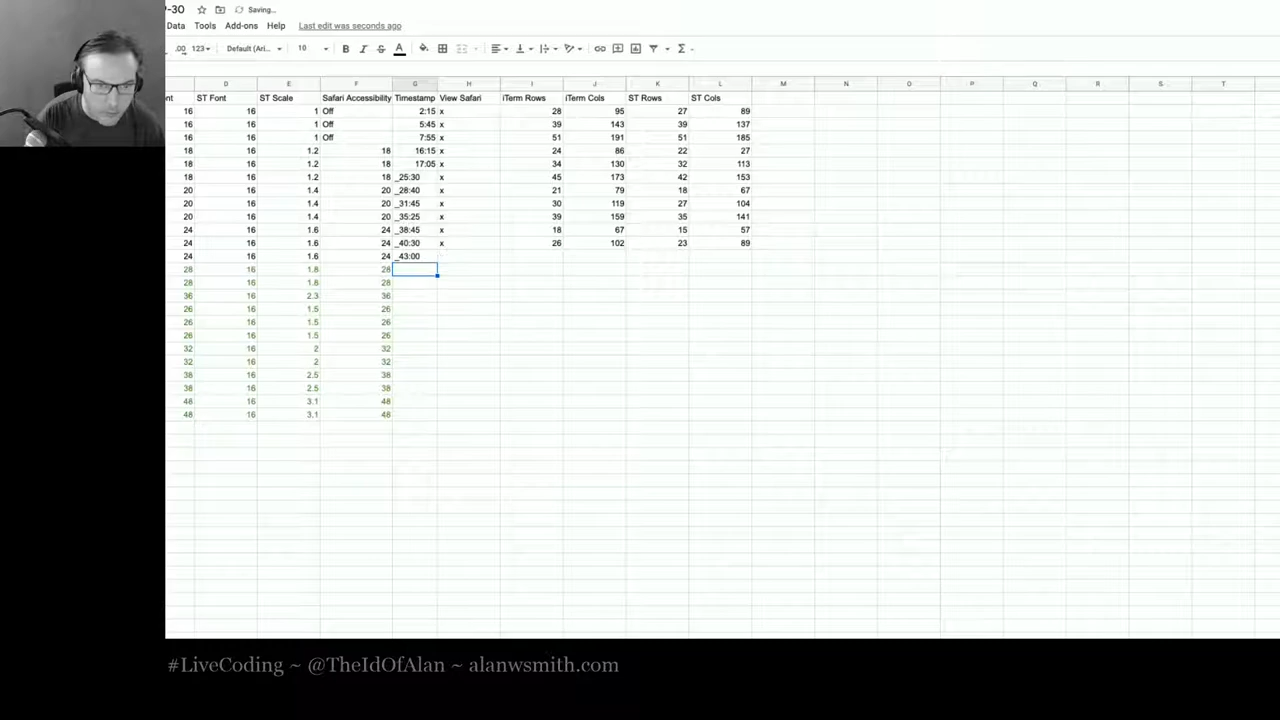 9-30 Saving...
Data Tools Add-ons Help Last edit was seconds ago
.00 123 Default (Ari... 10 B I S A
D E F G H I J K L M N O P Q R S T
nt ST Font ST Scale Safari Accessibility Timestamp View Safari iTerm Rows iTerm Cols ST Rows ST Cols
16 16 1 Off 2:15 x 28 95 27 89
16 16 1 Off 5:45 x 39 143 39 137
16 16 1 Off 7:55 x 51 191 51 185
18 16 1.2 18 16:15 x 24 86 22 27
18 16 1.2 18 17:05 x 34 130 32 113
18 16 1.2 18 _25:30 x 45 173 42 153
20 16 1.4 20 _28:40 x 21 79 18 67
20 16 1.4 20 _31:45 x 30 119 27 104
20 16 1.4 20 _35:25 x 39 159 35 141
24 16 1.6 24 _38:45 x 18 67 15 57
24 16 1.6 24 _40:30 x 26 102 23 89
24 16 1.6 24 _43:00
28 16 1.8 28
28 16 1.8 28
36 16 2.3 36
26 16 1.5 26
26 16 1.5 26
26 16 1.5 26
32 16 2 32
32 16 2 32
38 16 2.5 38
38 16 2.5 38
48 16 3.1 48
48 16 3.1 48
#LiveCoding ~ @TheIdOfAlan ~ alanwsmith.com